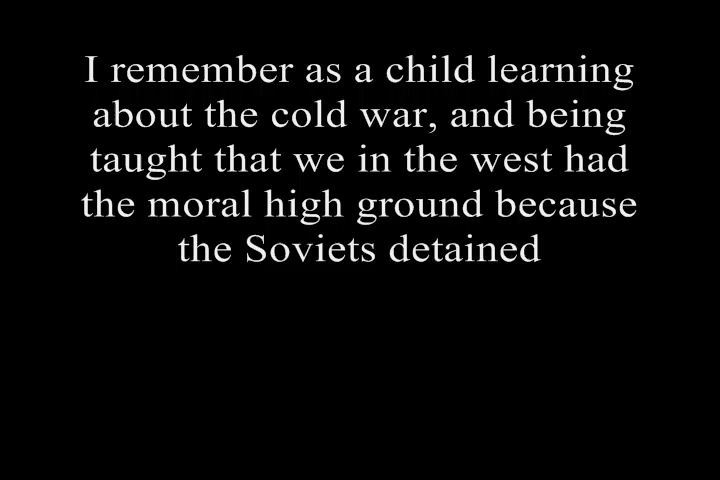 I remember as a child learning
about the cold war, and being
taught that we in the west had
the moral high ground because
the Soviets detained